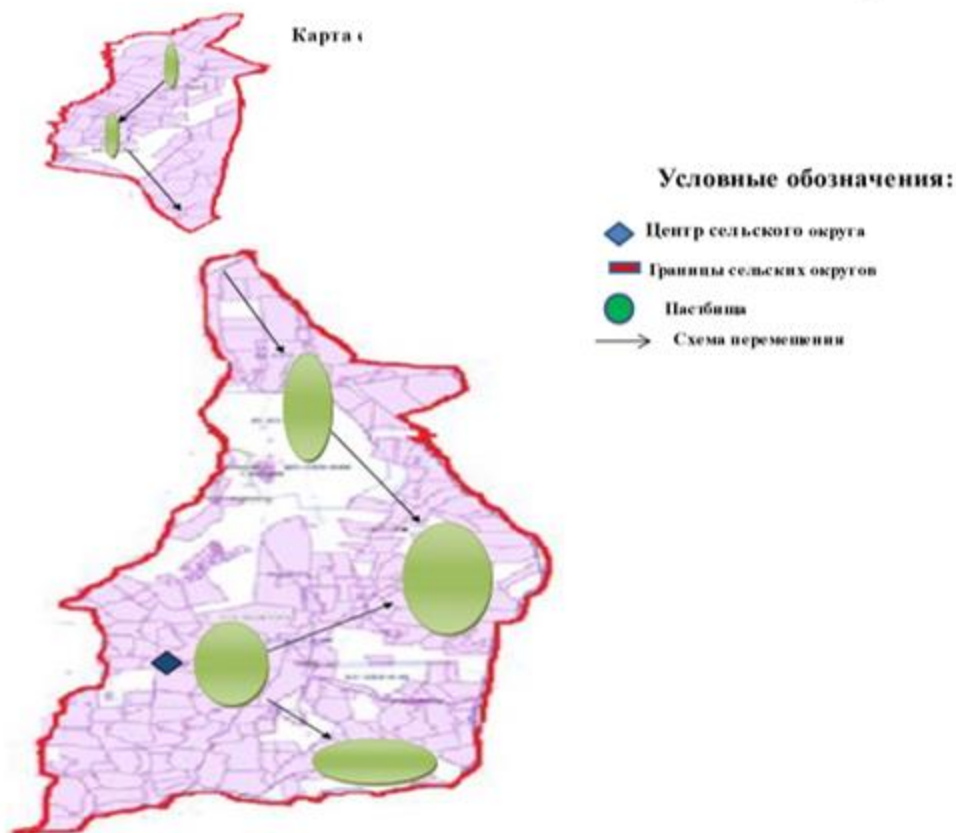 Карта
Условные обозначения:
Центр сельского округа
Границы сельских округов
Пастбища
Схема перемещения